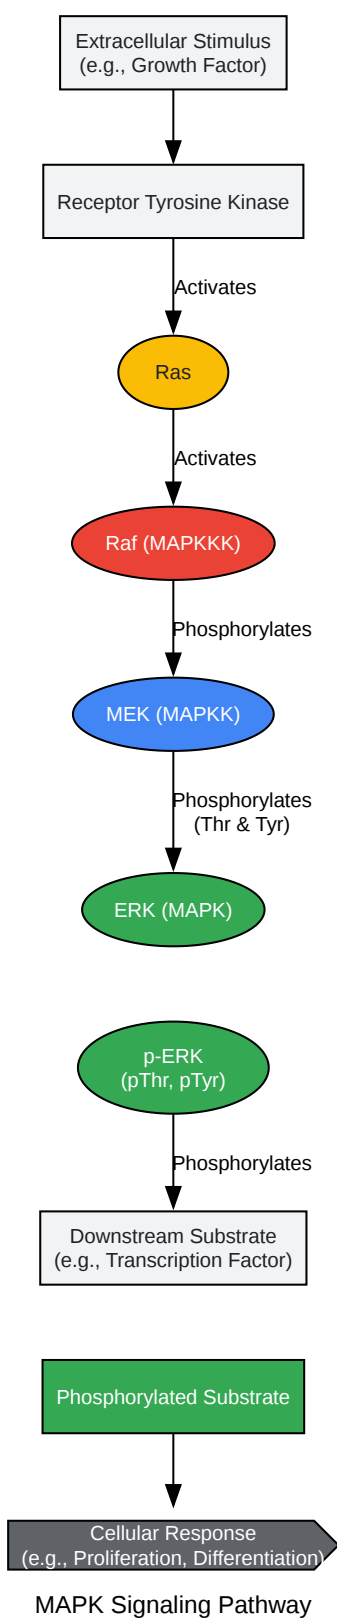 Extracellular Stimulus
(e.g., Growth Factor)
Receptor Tyrosine Kinase
Activates
Ras
Activates
Raf (MAPKKK)
Phosphorylates
MEK (MAPKK)
Phosphorylates
(Thr & Tyr)
ERK (MAPK)
p-ERK
(pThr, pTyr)
Phosphorylates
Downstream Substrate
(e.g., Transcription Factor)
Phosphorylated Substrate
Cellular Response
(e.g., Proliferation, Differentiation)
MAPK Signaling Pathway